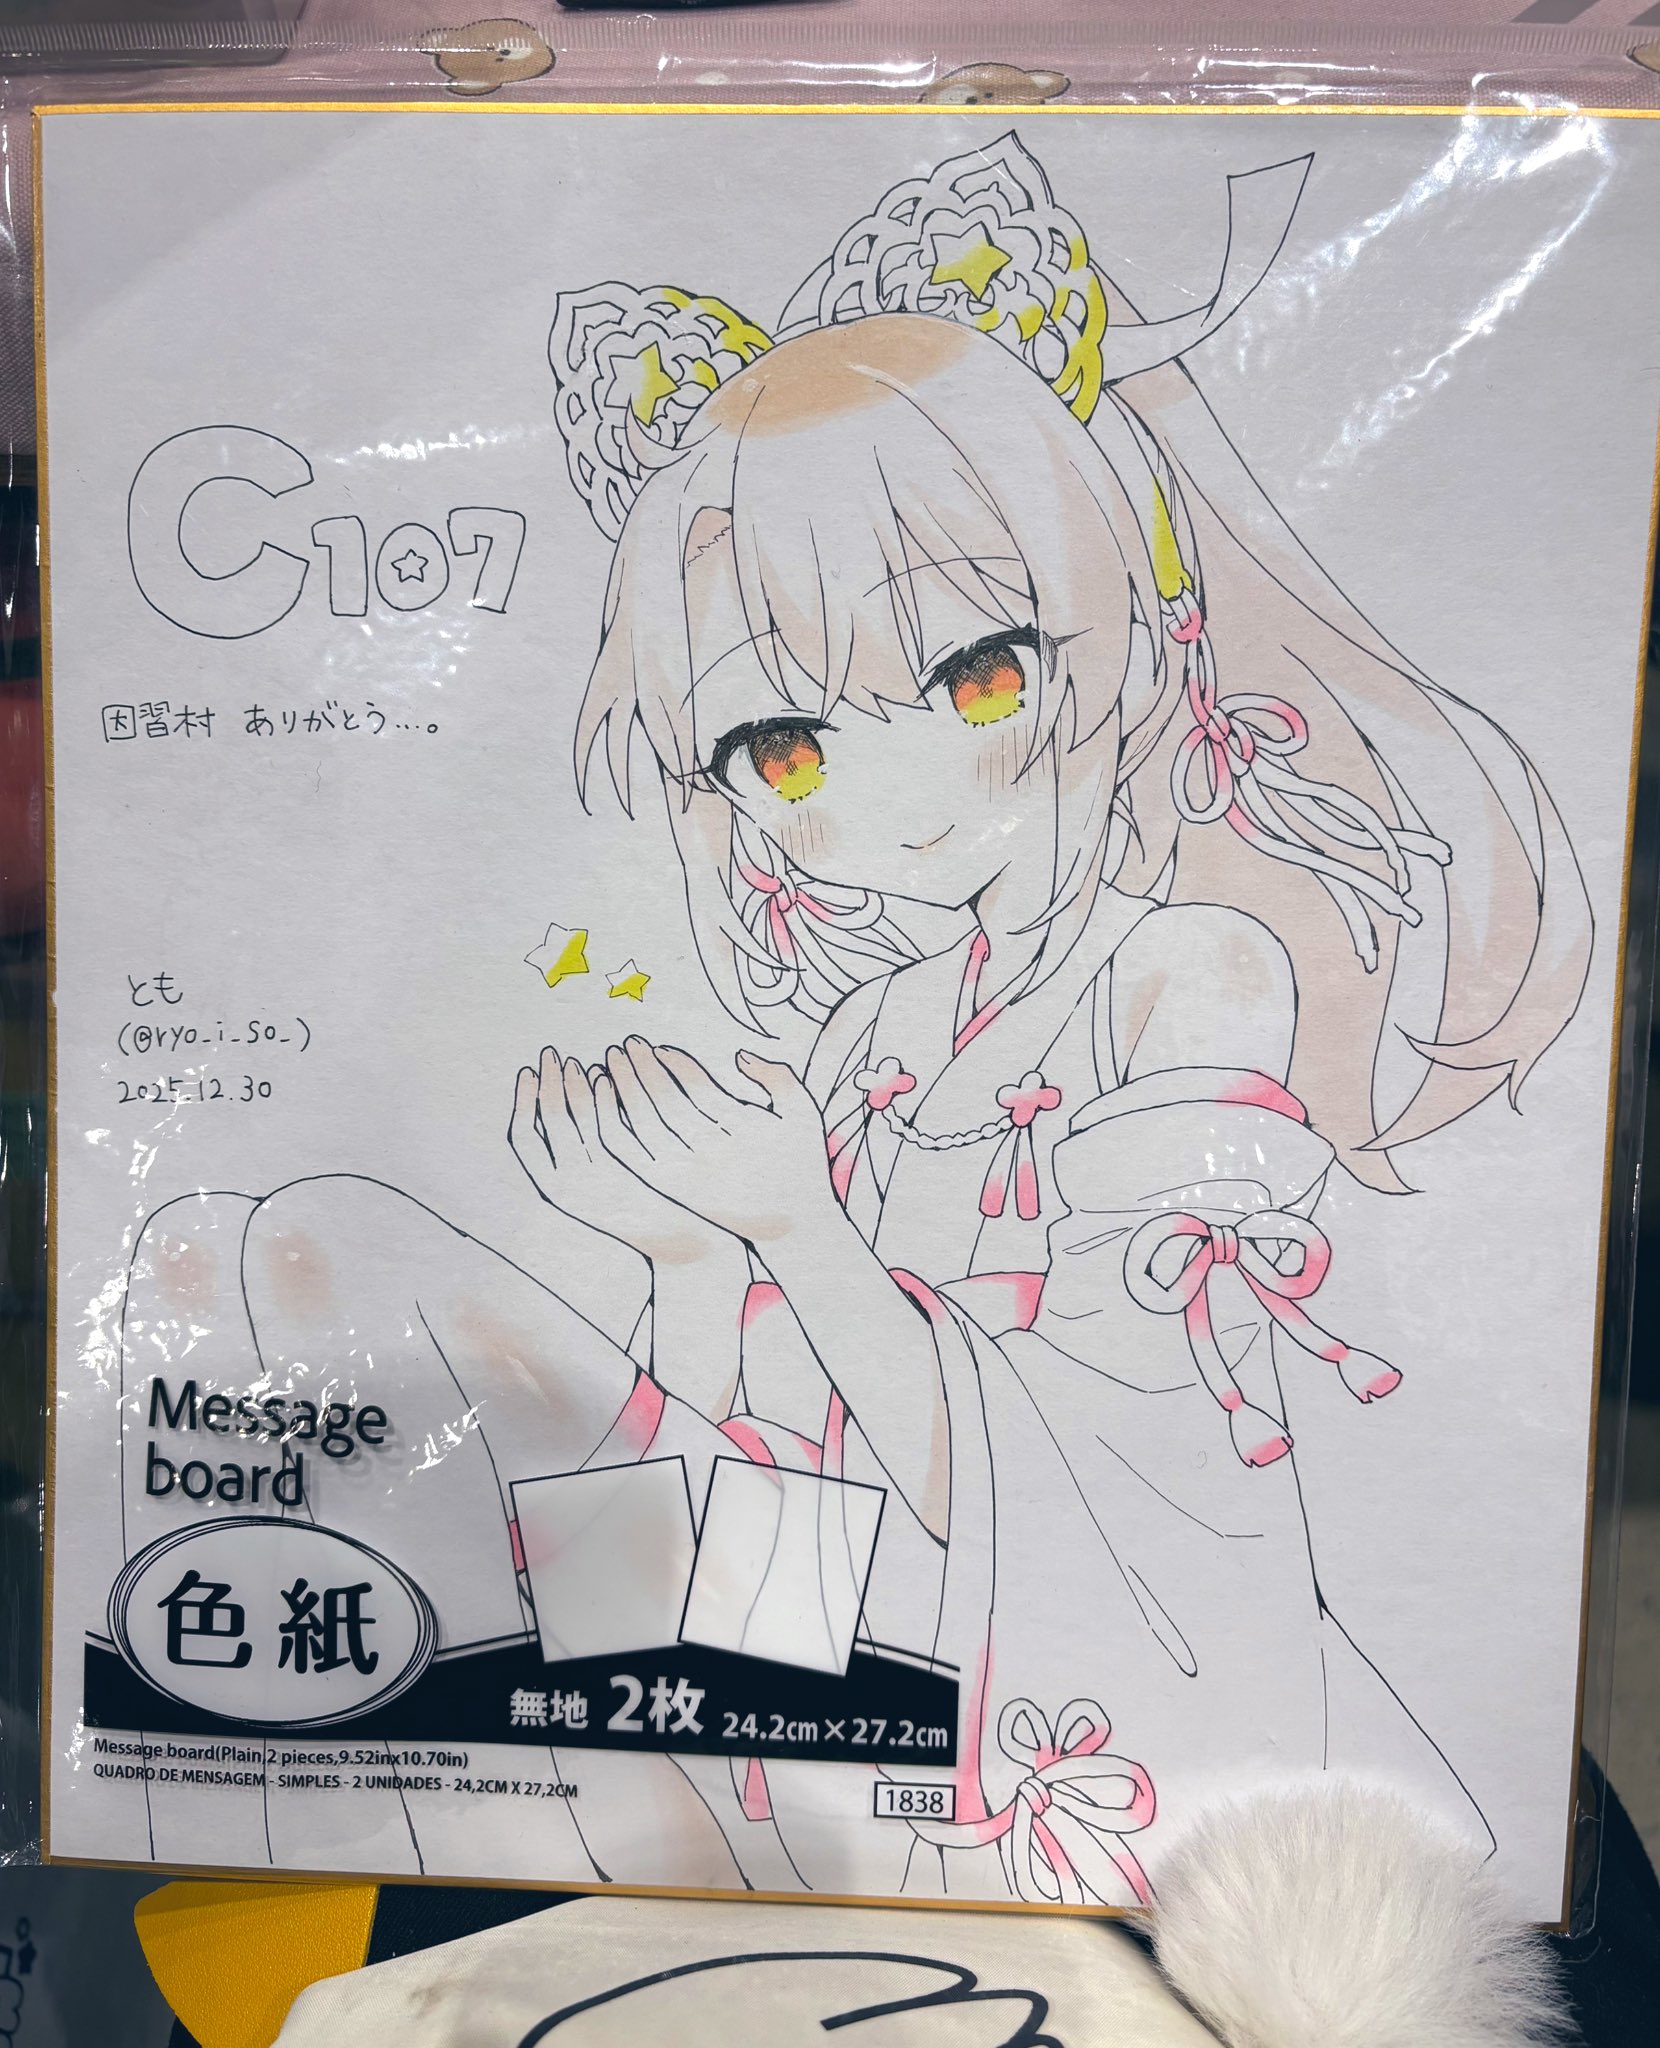 C107
因習村 ありがとう…。
とも
(@ryo_i_so_)
2025.12.30
Message
board
色紙
無地 2枚 24.2cm×27.2cm
Message board(Plain,2 pieces,9.52inx10.70in)
QUADRO DE MENSAGEM - SIMPLES - 2 UNIDADES - 24,2CM X 27,2CM
1838